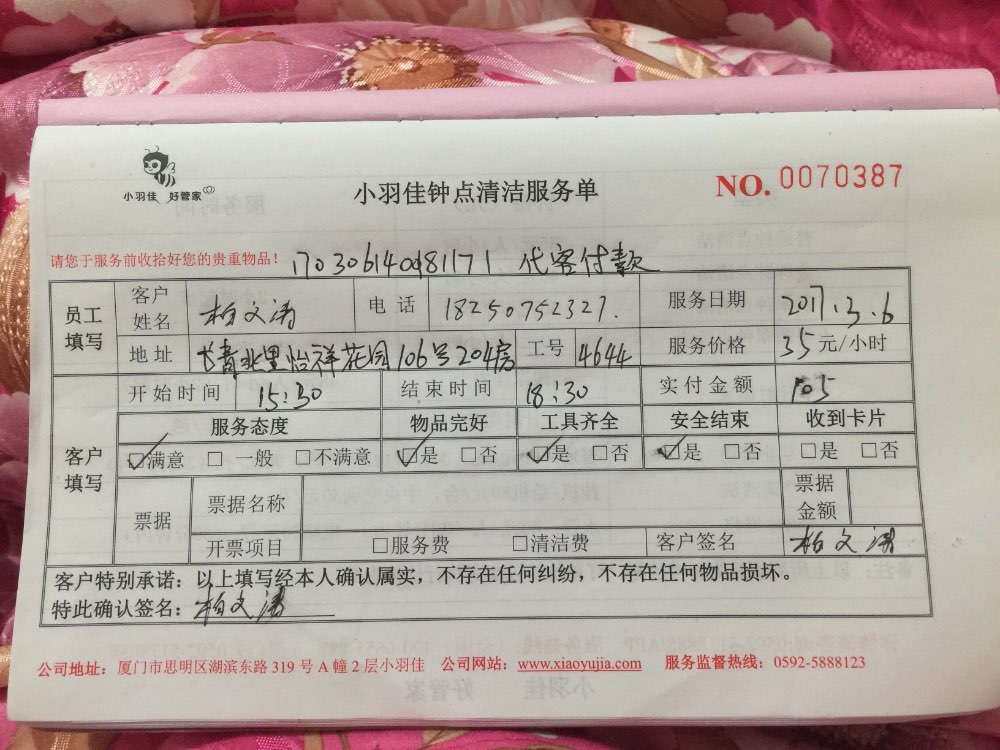 小羽佳 好管家
小羽佳钟点清洁服务单
NO. 0070387
请您于服务前收拾好您的贵重物品！
170306140981171 代客付款
员工填写 客户姓名 柏文涛 电话 18250752327. 服务日期 2017.3.6
地址 长青北里怡祥花园106号204房 工号 4644 服务价格 35元/小时
客户填写 开始时间 15:30 结束时间 18:30 实付金额 105
服务态度 物品完好 工具齐全 安全结束 收到卡片
☑满意 □一般 □不满意 ☑是 □否 ☑是 □否 ☑是 □否 □是 □否
票据 票据名称 票据金额
开票项目 □服务费 □清洁费 客户签名 柏文涛
客户特别承诺：以上填写经本人确认属实，不存在任何纠纷，不存在任何物品损坏。
特此确认签名：柏文涛
公司地址：厦门市思明区湖滨东路 319 号 A 幢 2 层小羽佳 公司网站：www.xiaoyujia.com 服务监督热线：0592-5888123